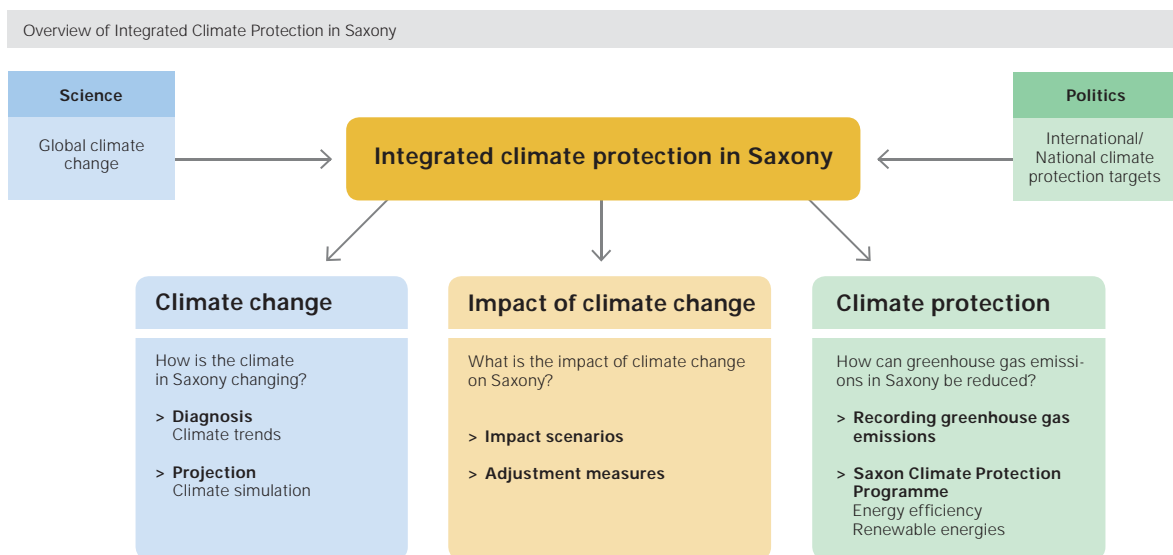 Overview of Integrated Climate Protection in Saxony
Science
Global climate
change
Integrated climate protection in Saxony
Politics
International/
National climate
protection targets
Climate change
How is the climate
in Saxony changing?
> Diagnosis
Climate trends
> Projection
Climate simulation
Impact of climate change
What is the impact of climate change
on Saxony?
> Impact scenarios
> Adjustment measures
Climate protection
How can greenhouse gas emissi-
ons in Saxony be reduced?
> Recording greenhouse gas
emissions
> Saxon Climate Protection
Programme
Energy efficiency
Renewable energies